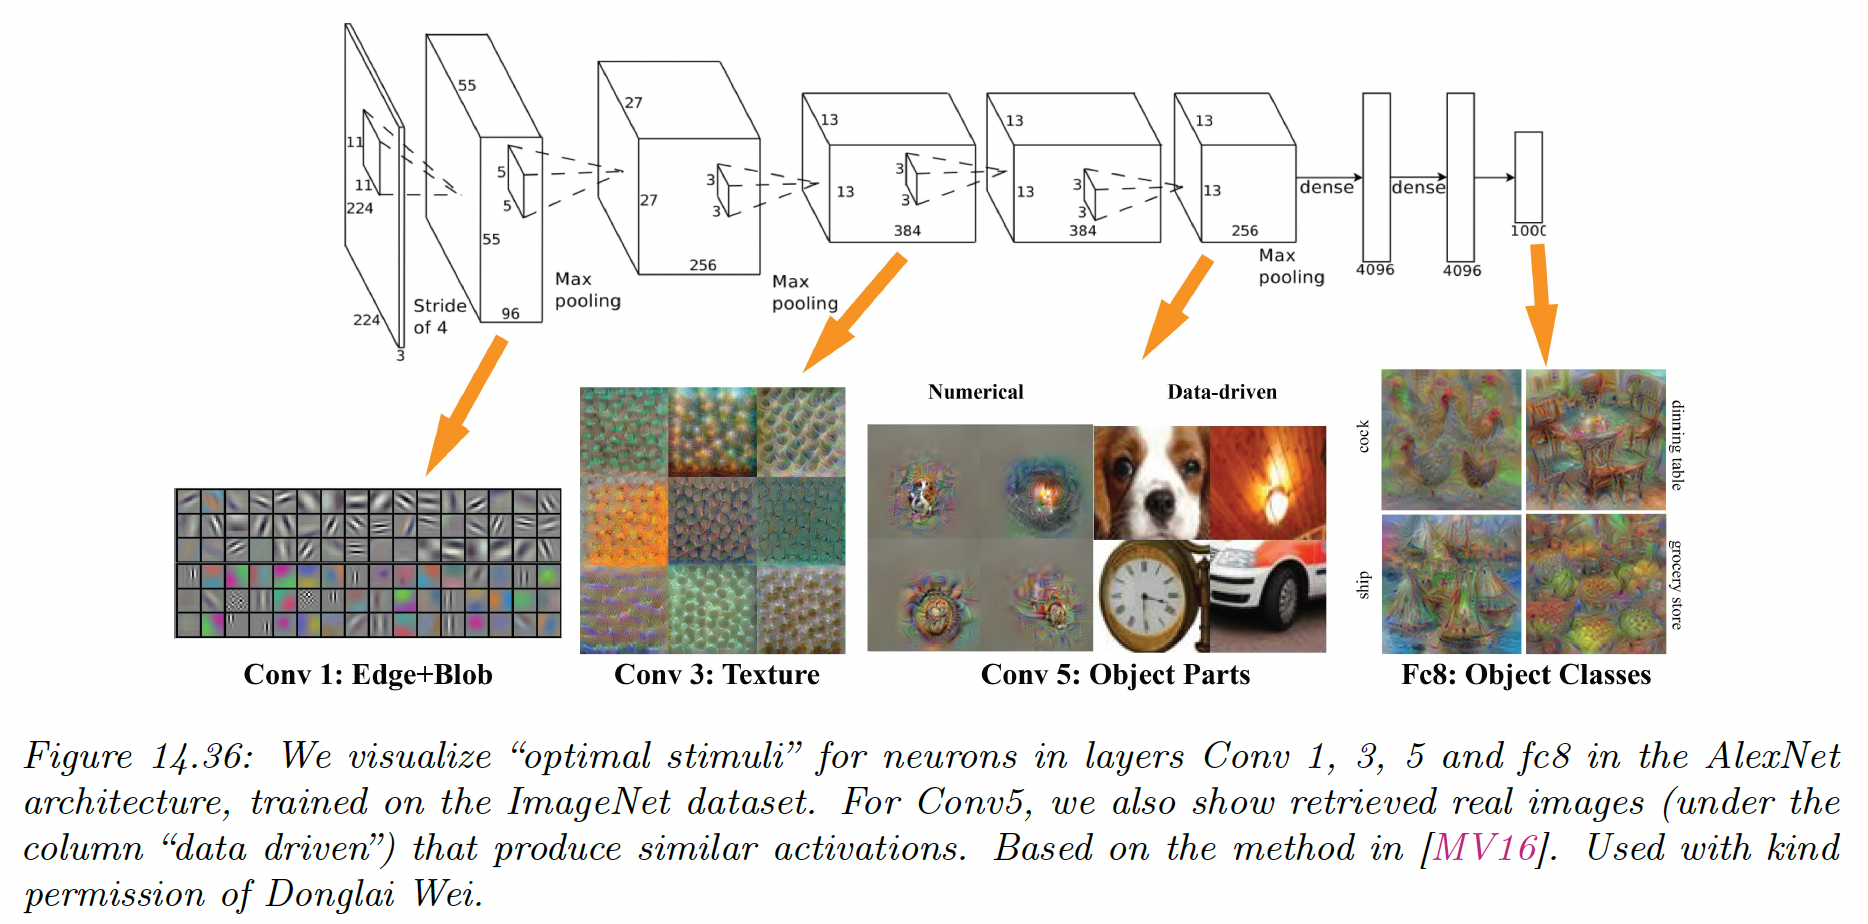 55
27
13
13
13
11
5
3
3
3
11
5
3
3
3
224
55
27
13
13
13
dense
dense
384
384
256
1000
256
96
224
3
Stride
of 4
Max
pooling
Max
pooling
Max
pooling
4096
4096
Numerical
Data-driven
cock
dinning table
ship
grocery store
Conv 1: Edge+Blob
Conv 3: Texture
Conv 5: Object Parts
Fc8: Object Classes
Figure 14.36: We visualize “optimal stimuli” for neurons in layers Conv 1, 3, 5 and fc8 in the AlexNet
architecture, trained on the ImageNet dataset. For Conv5, we also show retrieved real images (under the
column “data driven”) that produce similar activations. Based on the method in [MV16]. Used with kind
permission of Donglai Wei.